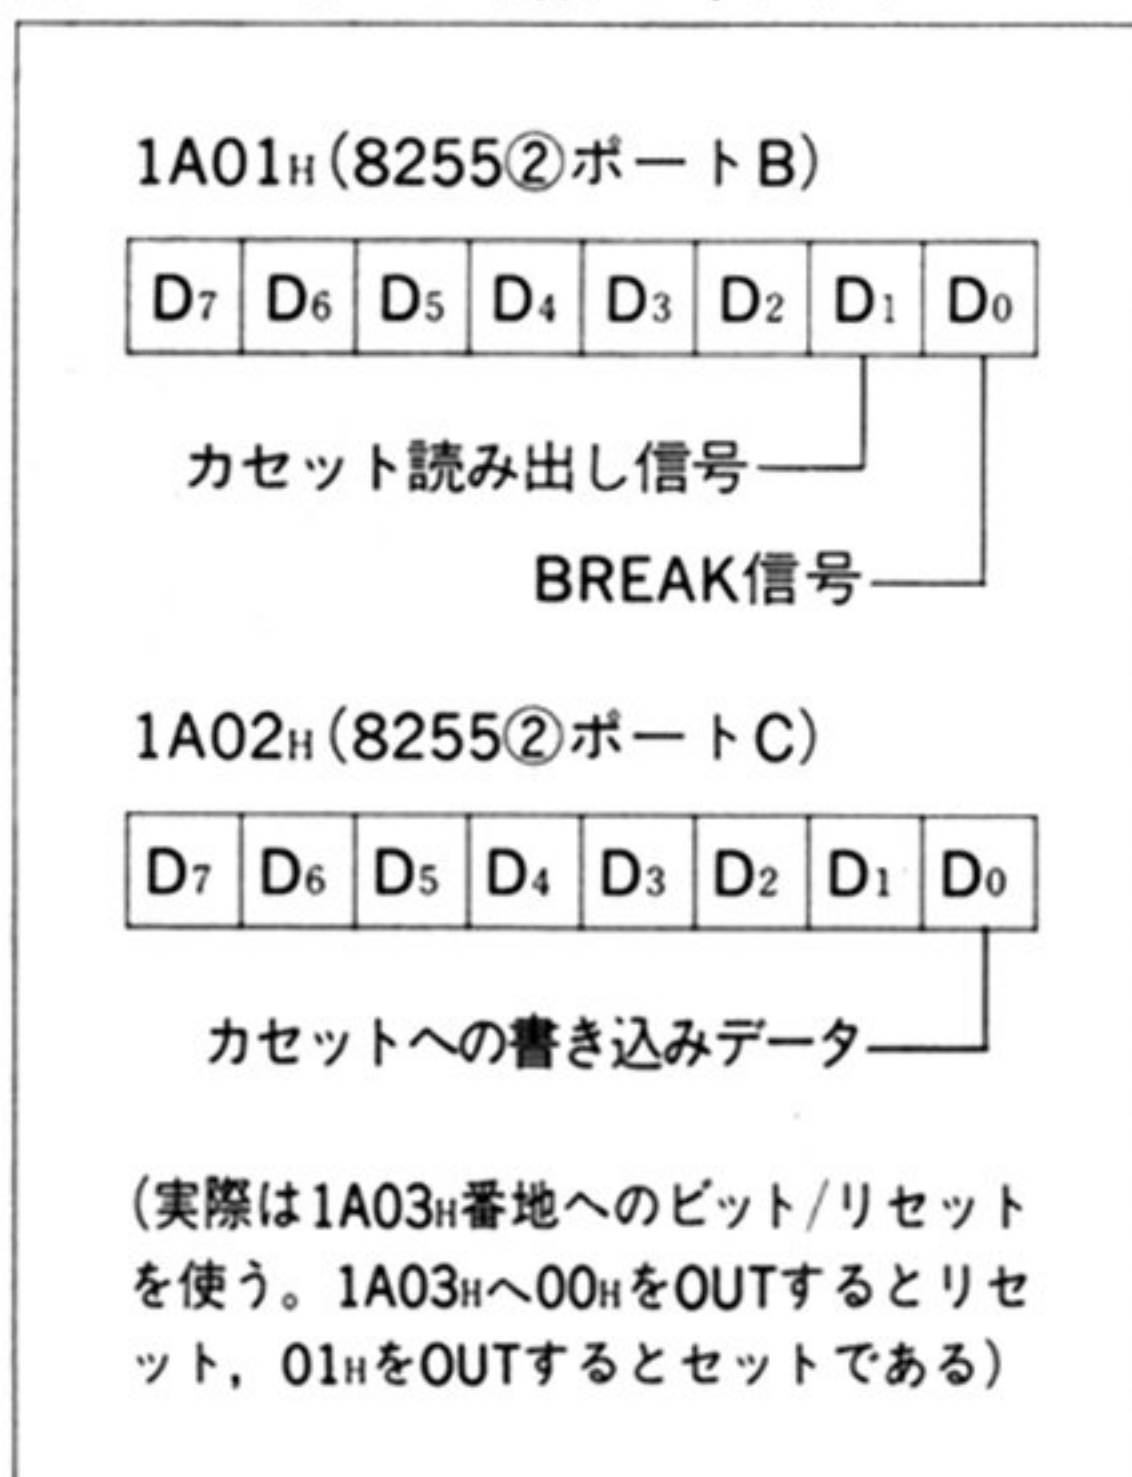 1A01H(8255②ポートB)
D7 D6 D5 D4 D3 D2 D1 D0
カセット読み出し信号
BREAK信号
1A02H(8255②ポートC)
D7 D6 D5 D4 D3 D2 D1 D0
カセットへの書き込みデータ
(実際は1A03H番地へのビット/リセット
を使う。1A03Hへ00HをOUTするとリセ
ット, 01HをOUTするとセットである)